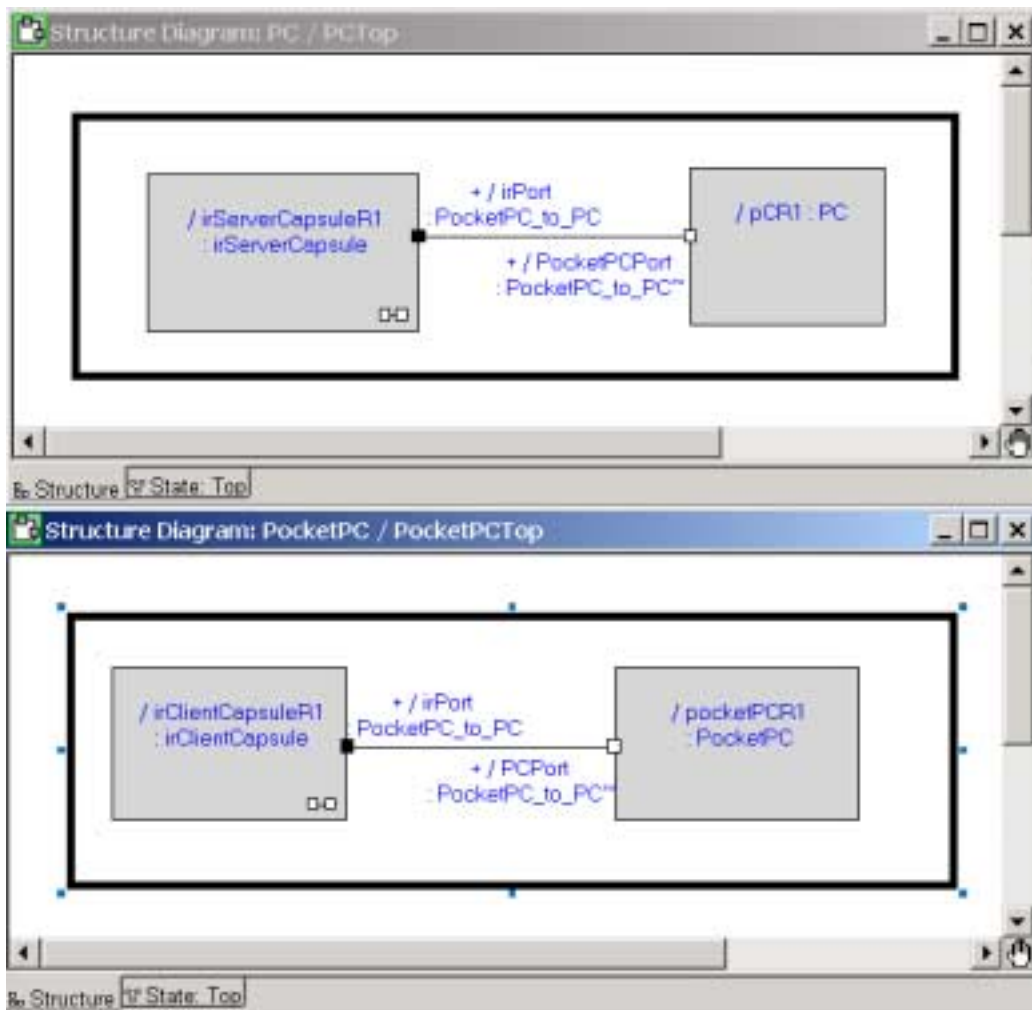 Structure Diagram: PC / PCTop
/ irServerCapsuleR1
: irServerCapsule
+ / irPort
: PocketPC_to_PC
+ / PocketPCPort
: PocketPC_to_PC~
/ pCR1 : PC
Structure State: Top
Structure Diagram: PocketPC / PocketPCTop
/ irClientCapsuleR1
: irClientCapsule
+ / irPort
: PocketPC_to_PC
+ / PCPort
: PocketPC_to_PC~
/ pocketPCR1
: PocketPC
Structure State: Top